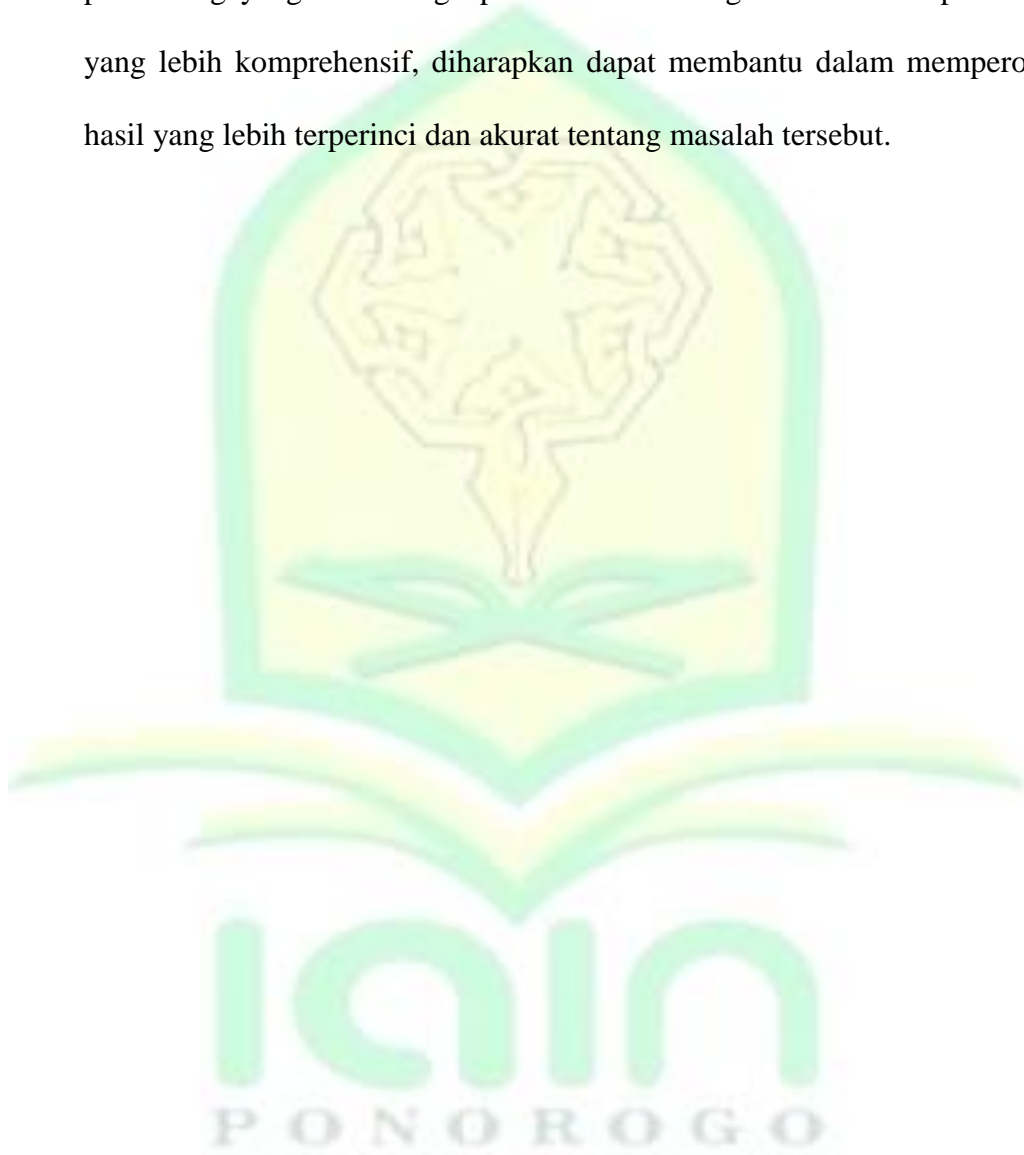 yang lebih komprehensif, diharapkan dapat membantu dalam mempero
hasil yang lebih terperinci dan akurat tentang masalah tersebut.
iain
PONOROGO